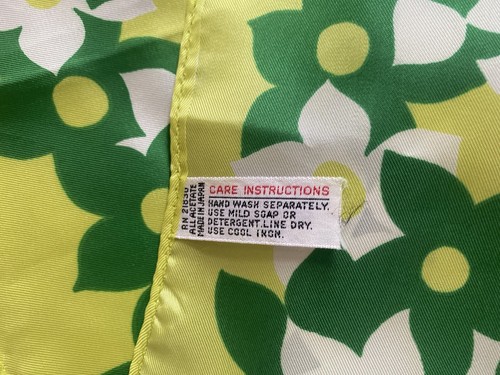 RN 21630
ALL ACETATE
MADE IN JAPAN
CARE INSTRUCTIONS
HAND WASH SEPARATELY.
USE MILD SOAP OR
DETERGENT.LINE DRY.
USE COOL IRON.